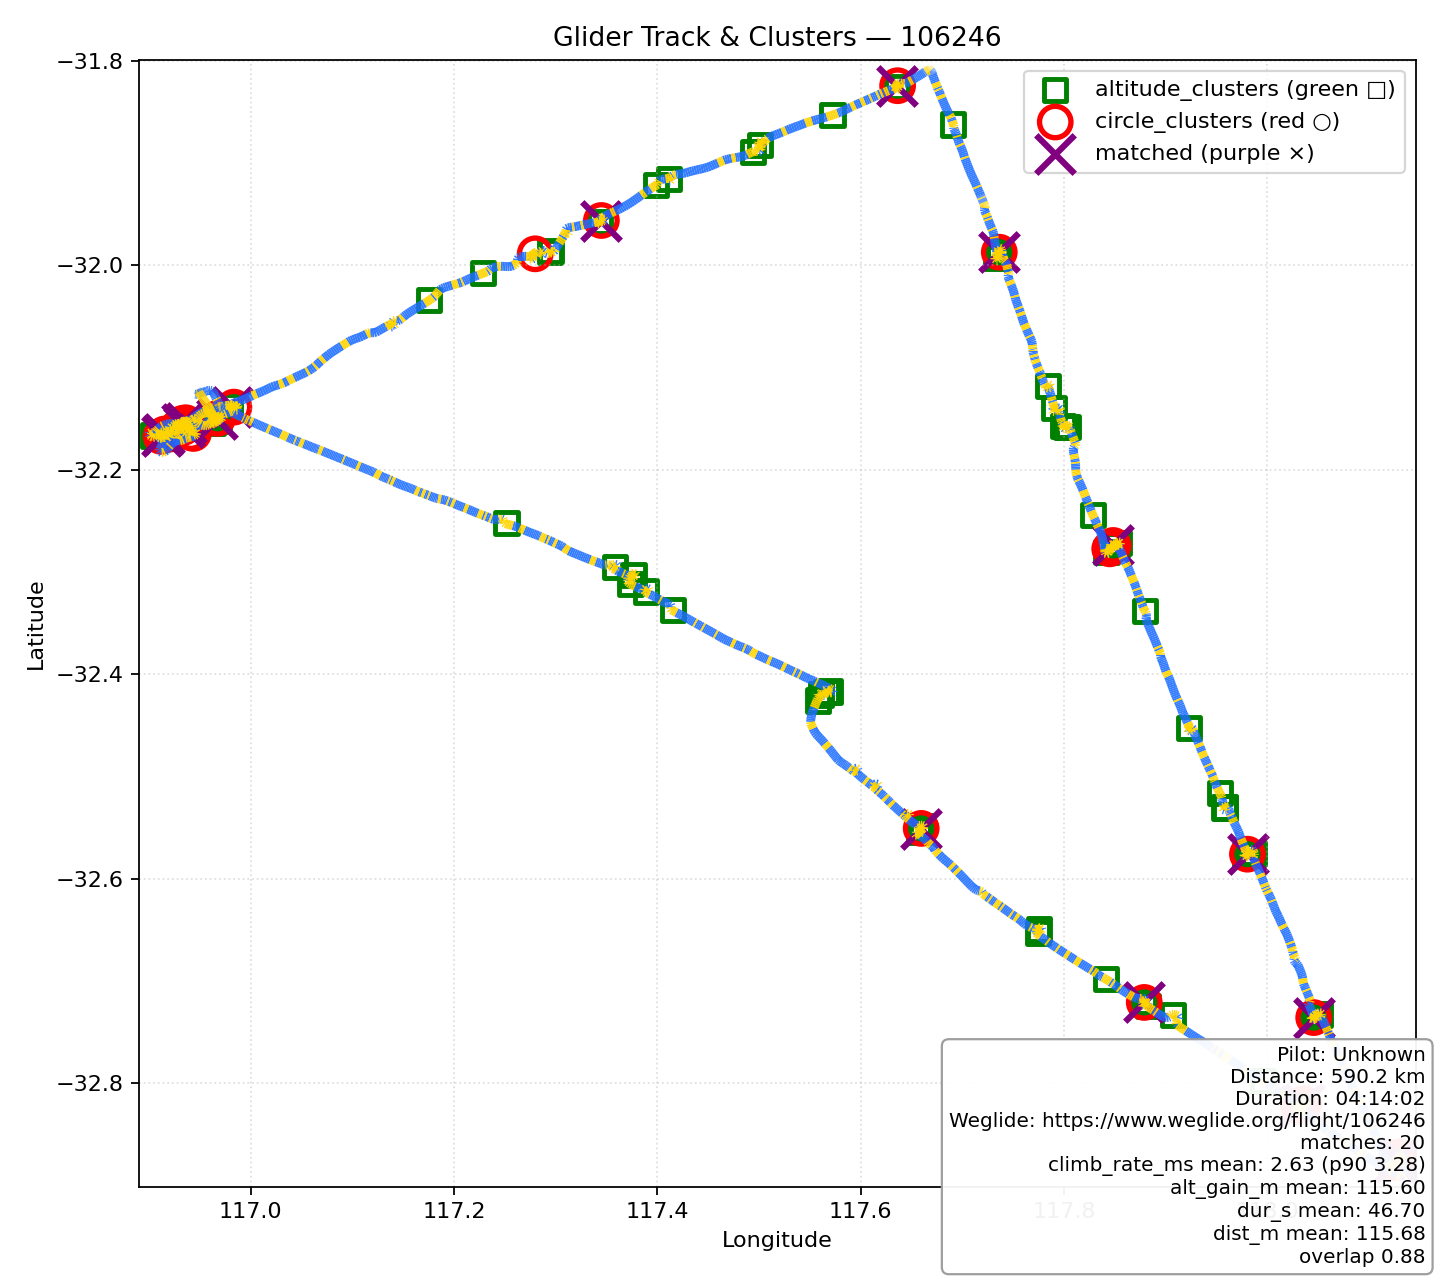 Glider Track & Clusters — 106246
altitude_clusters (green □)
circle_clusters (red ○)
matched (purple ×)
−31.8
−32.0
−32.2
−32.4
−32.6
−32.8
Latitude
117.0
117.2
117.4
117.6
117.8
Longitude
Pilot: Unknown
Distance: 590.2 km
Duration: 04:14:02
Weglide: https://www.weglide.org/flight/106246
matches: 20
climb_rate_ms mean: 2.63 (p90 3.28)
alt_gain_m mean: 115.60
dur_s mean: 46.70
dist_m mean: 115.68
overlap 0.88